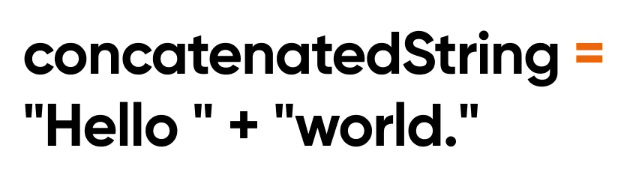 concatenatedString =
"Hello " + "world."